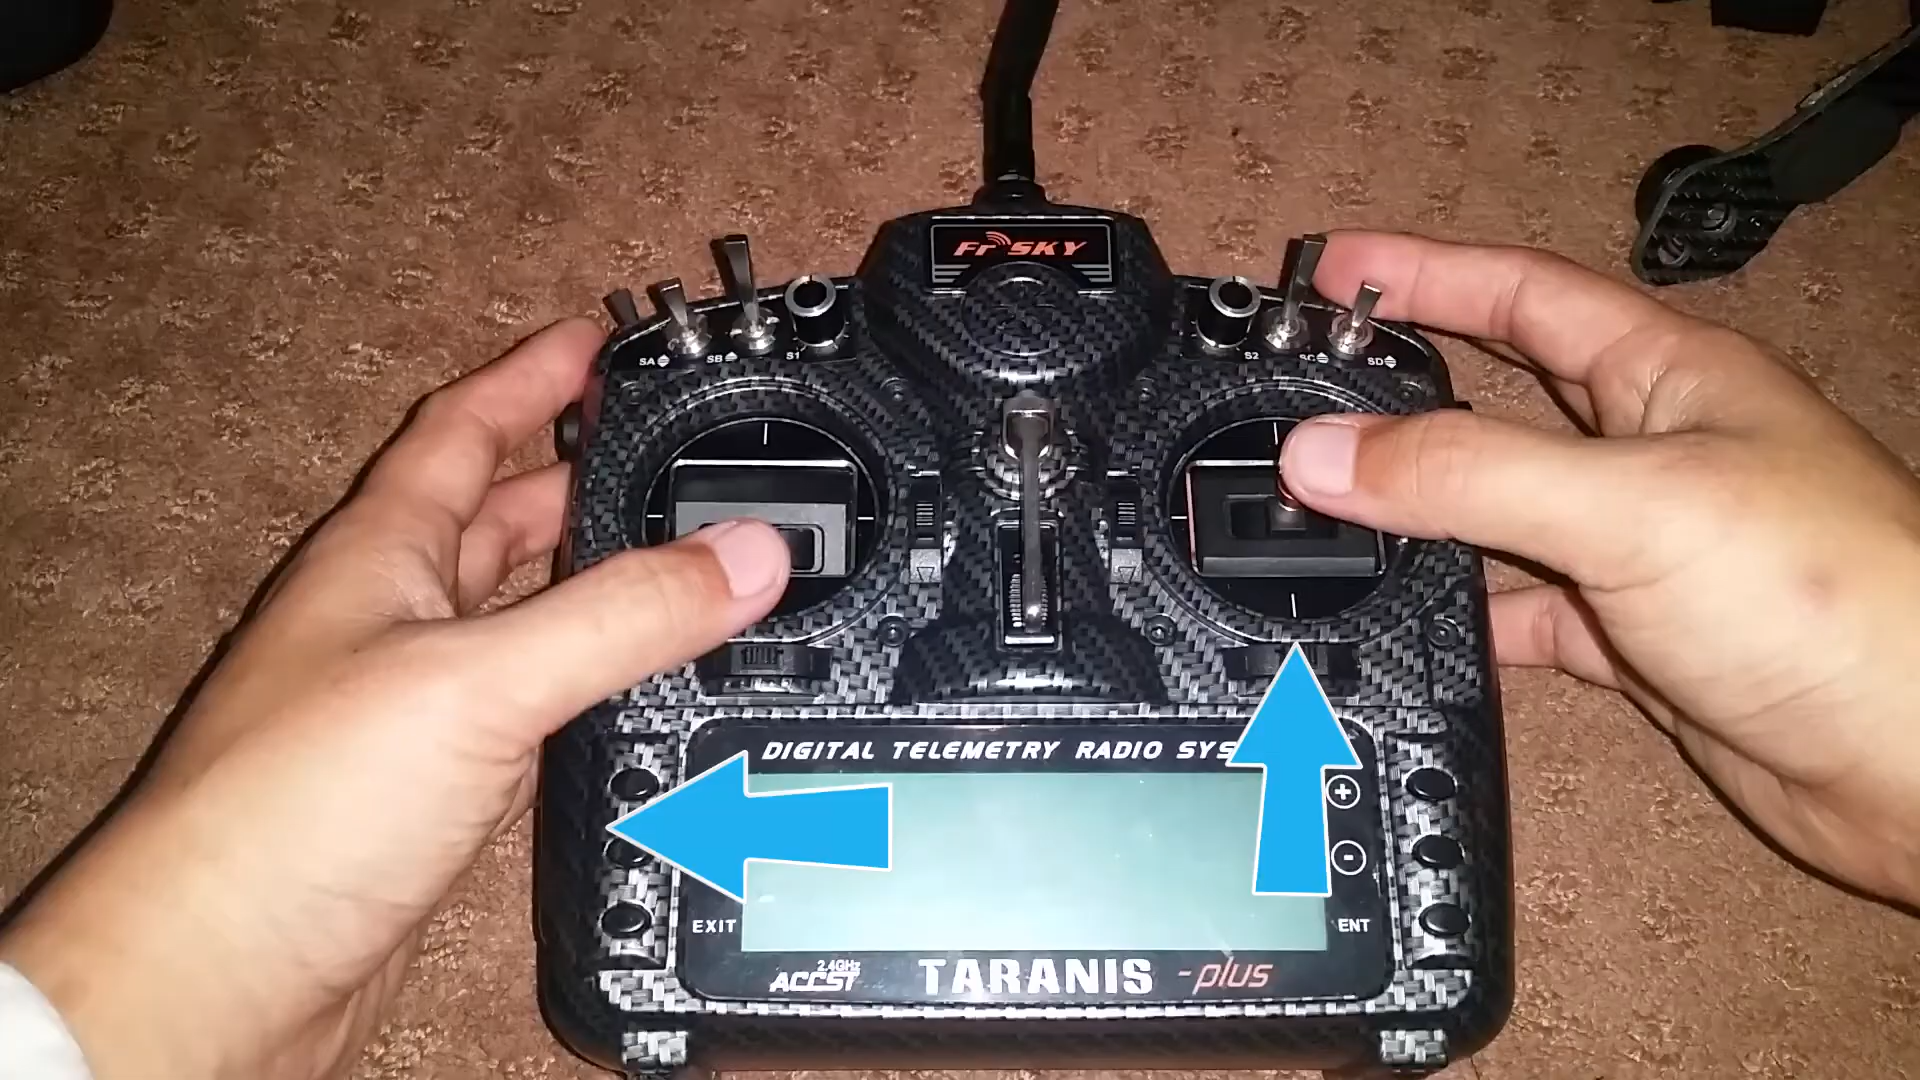 FrSKY
SA SB S1
S2 SC SD
DIGITAL TELEMETRY RADIO SYS
+
-
EXIT
ENT
2.4GHz
ACCST
TARANIS -plus